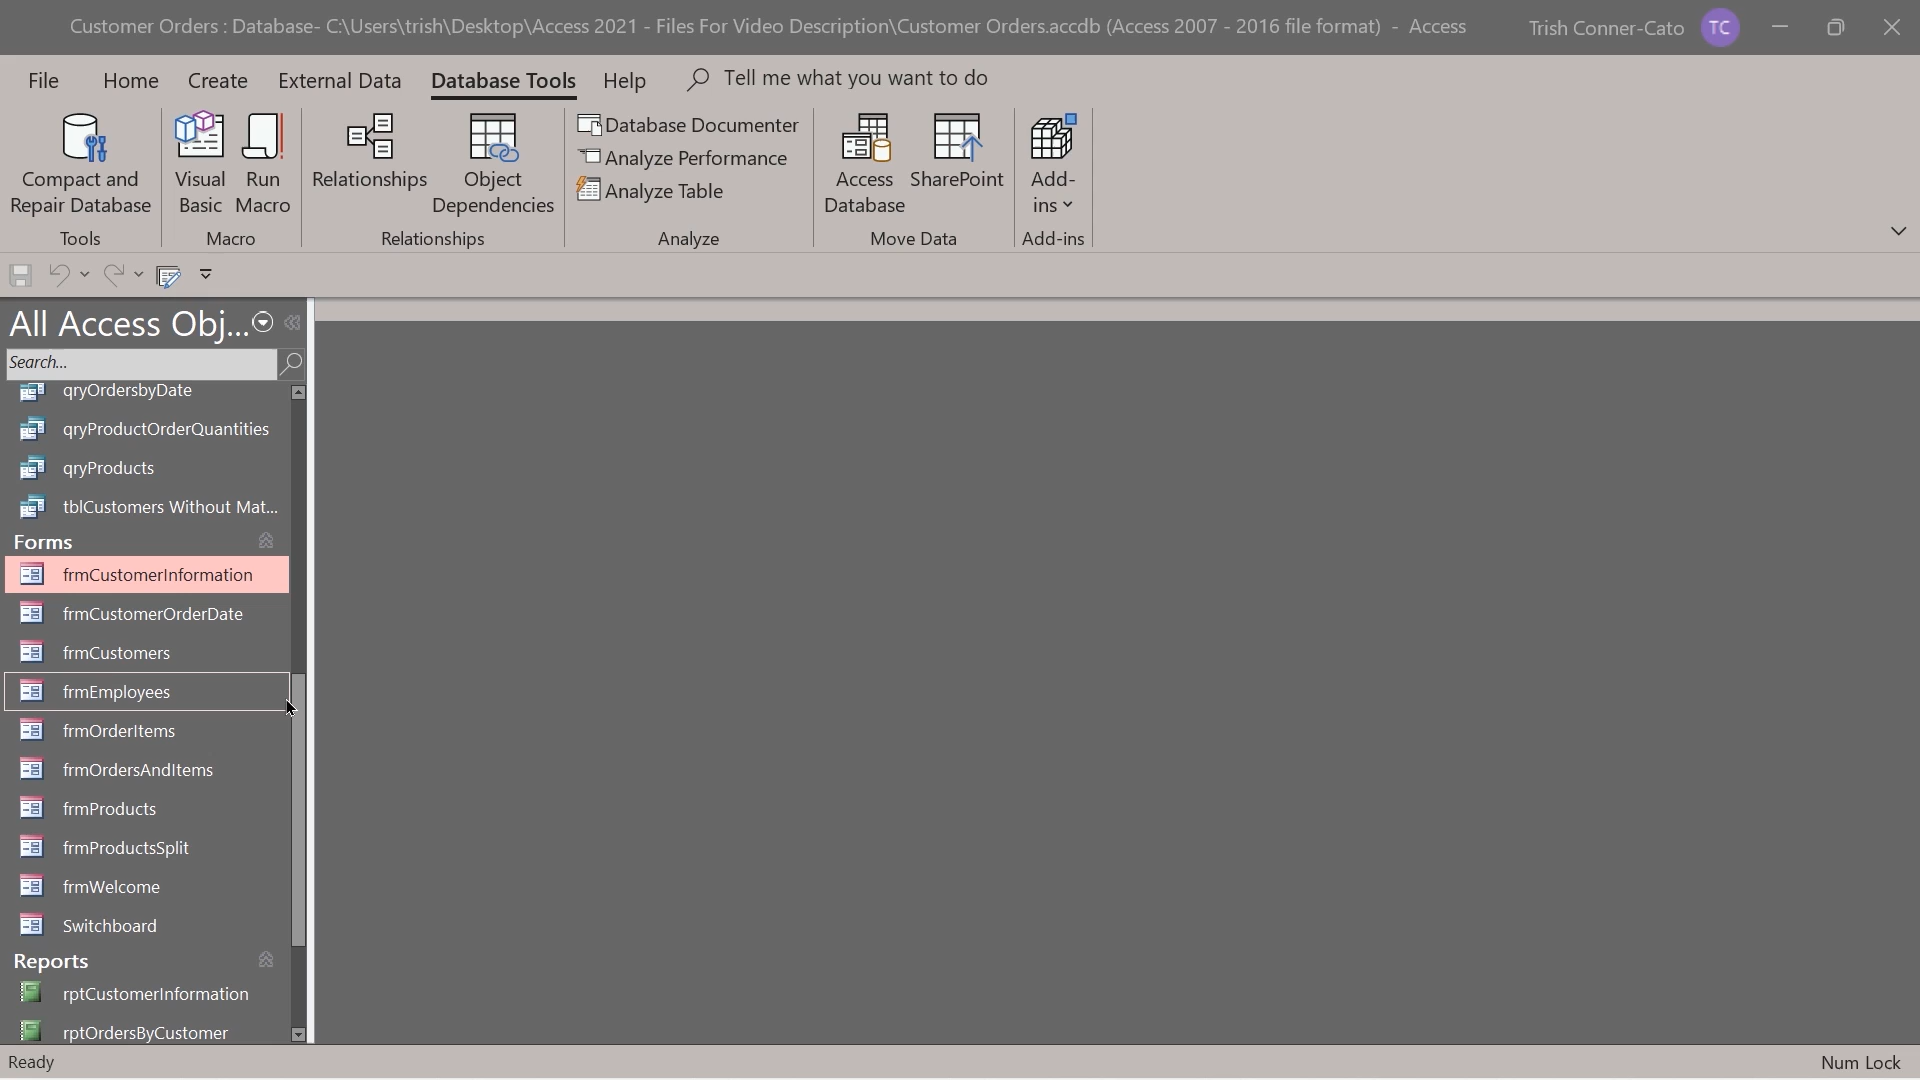 Customer Orders : Database- C:\Users\trish\Desktop\Access 2021 - Files For Video Description\Customer Orders.accdb (Access 2007 - 2016 file format) - Access
Trish Conner-Cato
TC
File
Home
Create
External Data
Database Tools
Help
Tell me what you want to do
Compact and
Repair Database
Tools
Visual
Basic
Run
Macro
Macro
Relationships
Object
Dependencies
Relationships
Database Documenter
Analyze Performance
Analyze Table
Analyze
Access
Database
SharePoint
Move Data
Add-
ins
Add-ins
All Access Obj...
Search...
qryOrdersbyDate
qryProductOrderQuantities
qryProducts
tblCustomers Without Mat...
Forms
frmCustomerInformation
frmCustomerOrderDate
frmCustomers
frmEmployees
frmOrderItems
frmOrdersAndItems
frmProducts
frmProductsSplit
frmWelcome
Switchboard
Reports
rptCustomerInformation
rptOrdersByCustomer
Ready
Num Lock